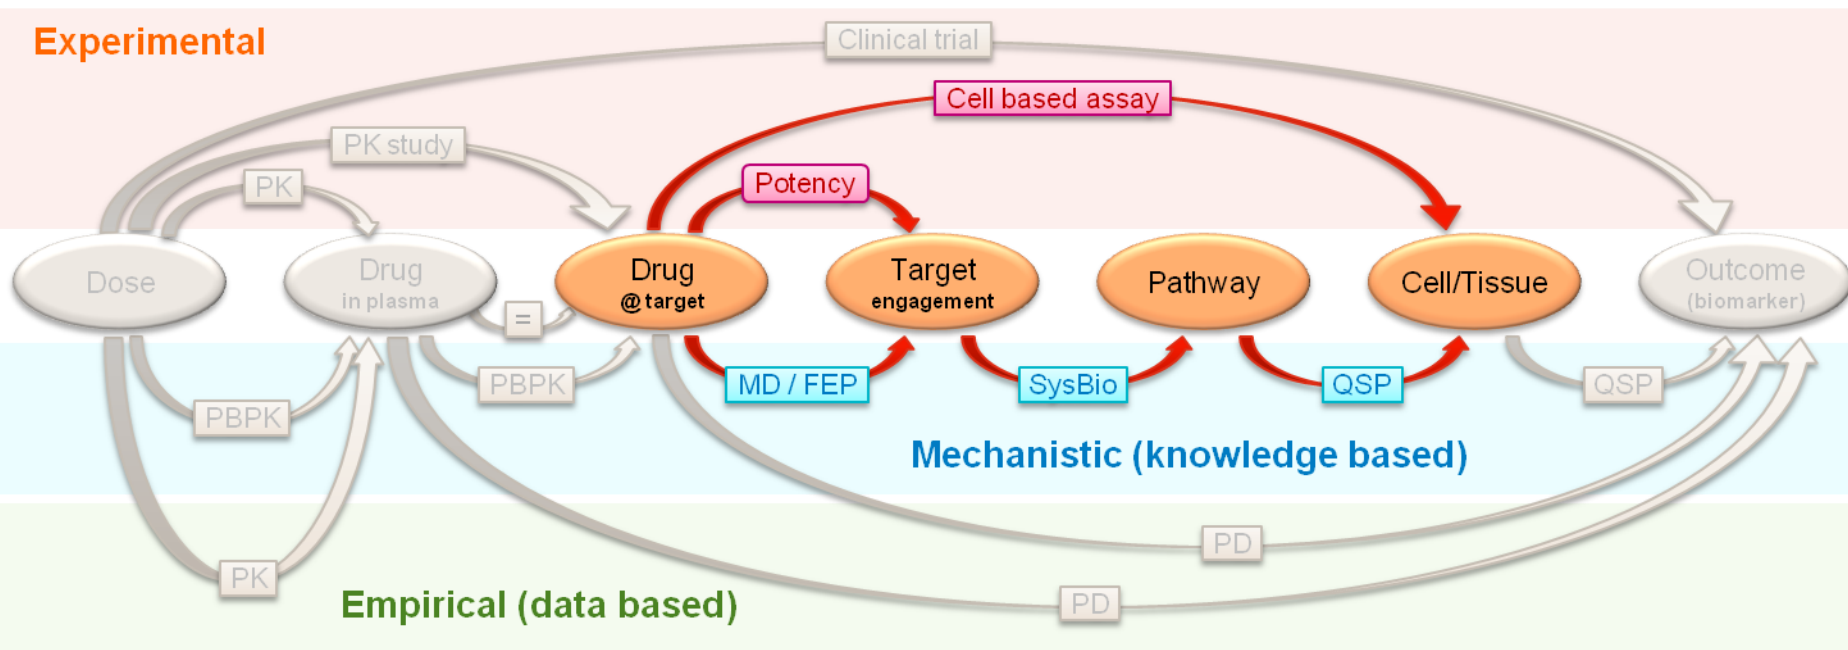 Experimental
Clinical trial
Cell based assay
PK study
PK
Potency
Dose
Drug
in plasma
=
Drug
@ target
Target
engagement
Pathway
Cell/Tissue
Outcome
(biomarker)
PBPK
PBPK
MD / FEP
SysBio
QSP
QSP
Mechanistic (knowledge based)
PD
PK
Empirical (data based)
PD